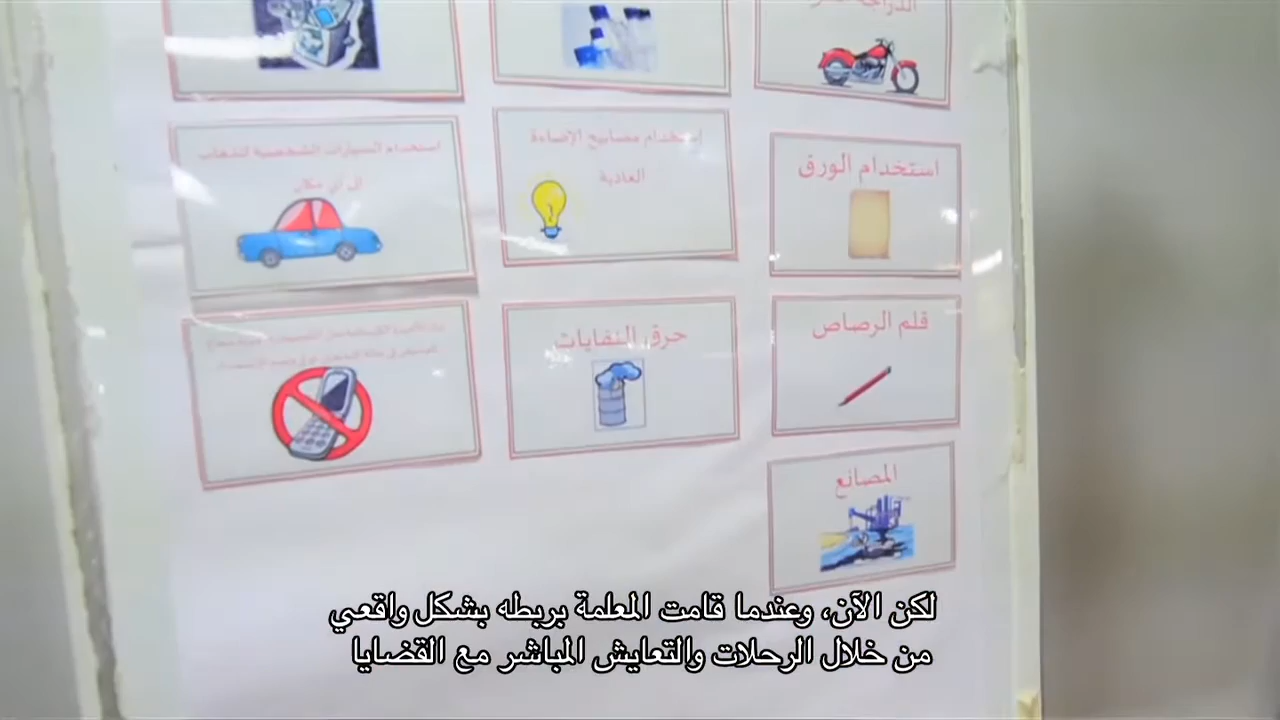 استخدام السيارات الشخصية للذهاب
الى أي مكان
استخدام مصابيح الإضاءة
العادية
استخدام الورق
حرق النفايات
قلم الرصاص
المصانع
لكن الآن، وعندما قامت المعلمة بربطه بشكل واقعي
من خلال الرحلات والتعايش المباشر مع القضايا